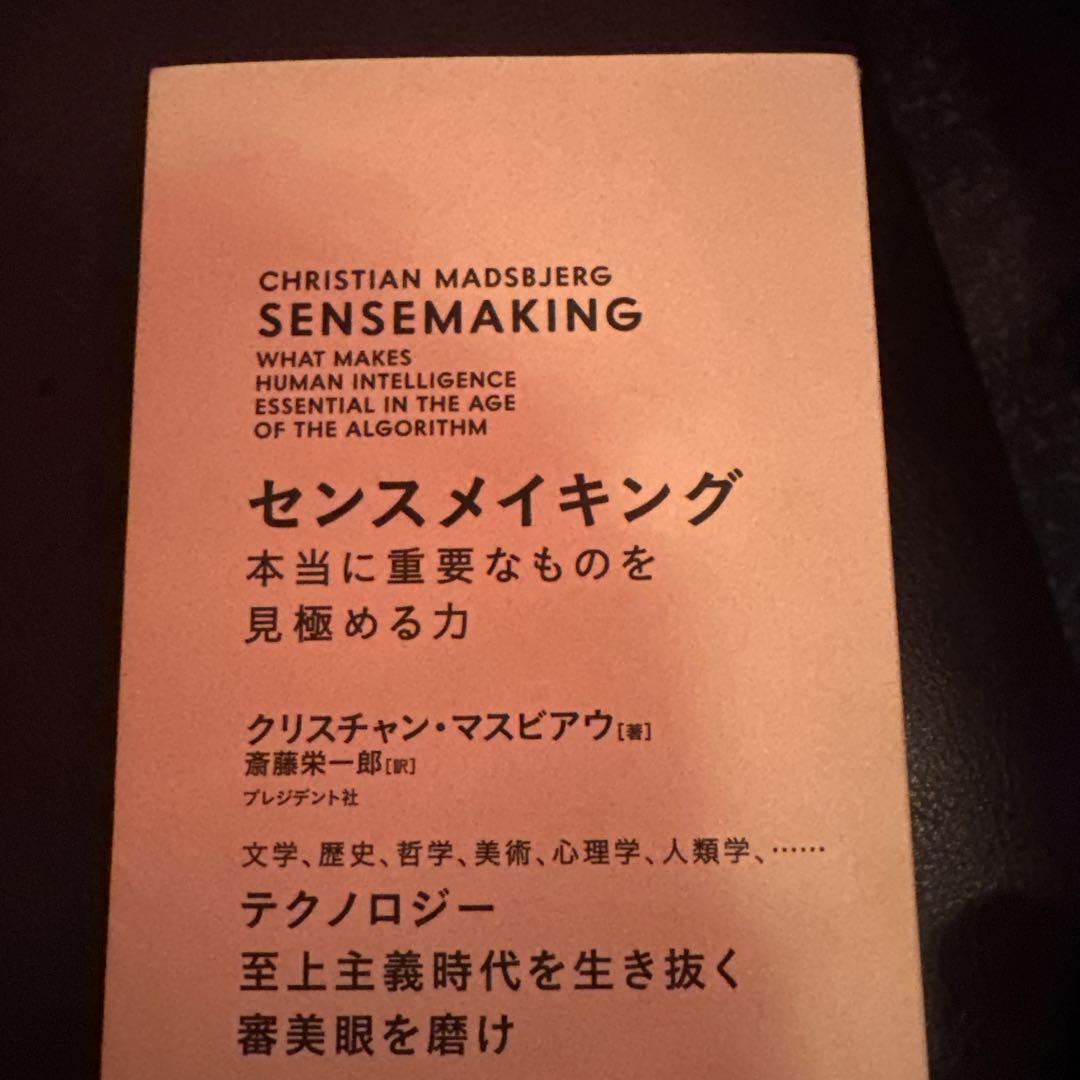 CHRISTIAN MADSBJERG
SENSEMAKING
WHAT MAKES
HUMAN INTELLIGENCE
ESSENTIAL IN THE AGE
OF THE ALGORITHM
センスメイキング
本当に重要なものを
見極める力
クリスチャン・マスビアウ[著]
斎藤栄一郎[訳]
プレジデント社
文学、歴史、哲学、美術、心理学、人類学、……
テクノロジー
至上主義時代を生き抜く
審美眼を磨け